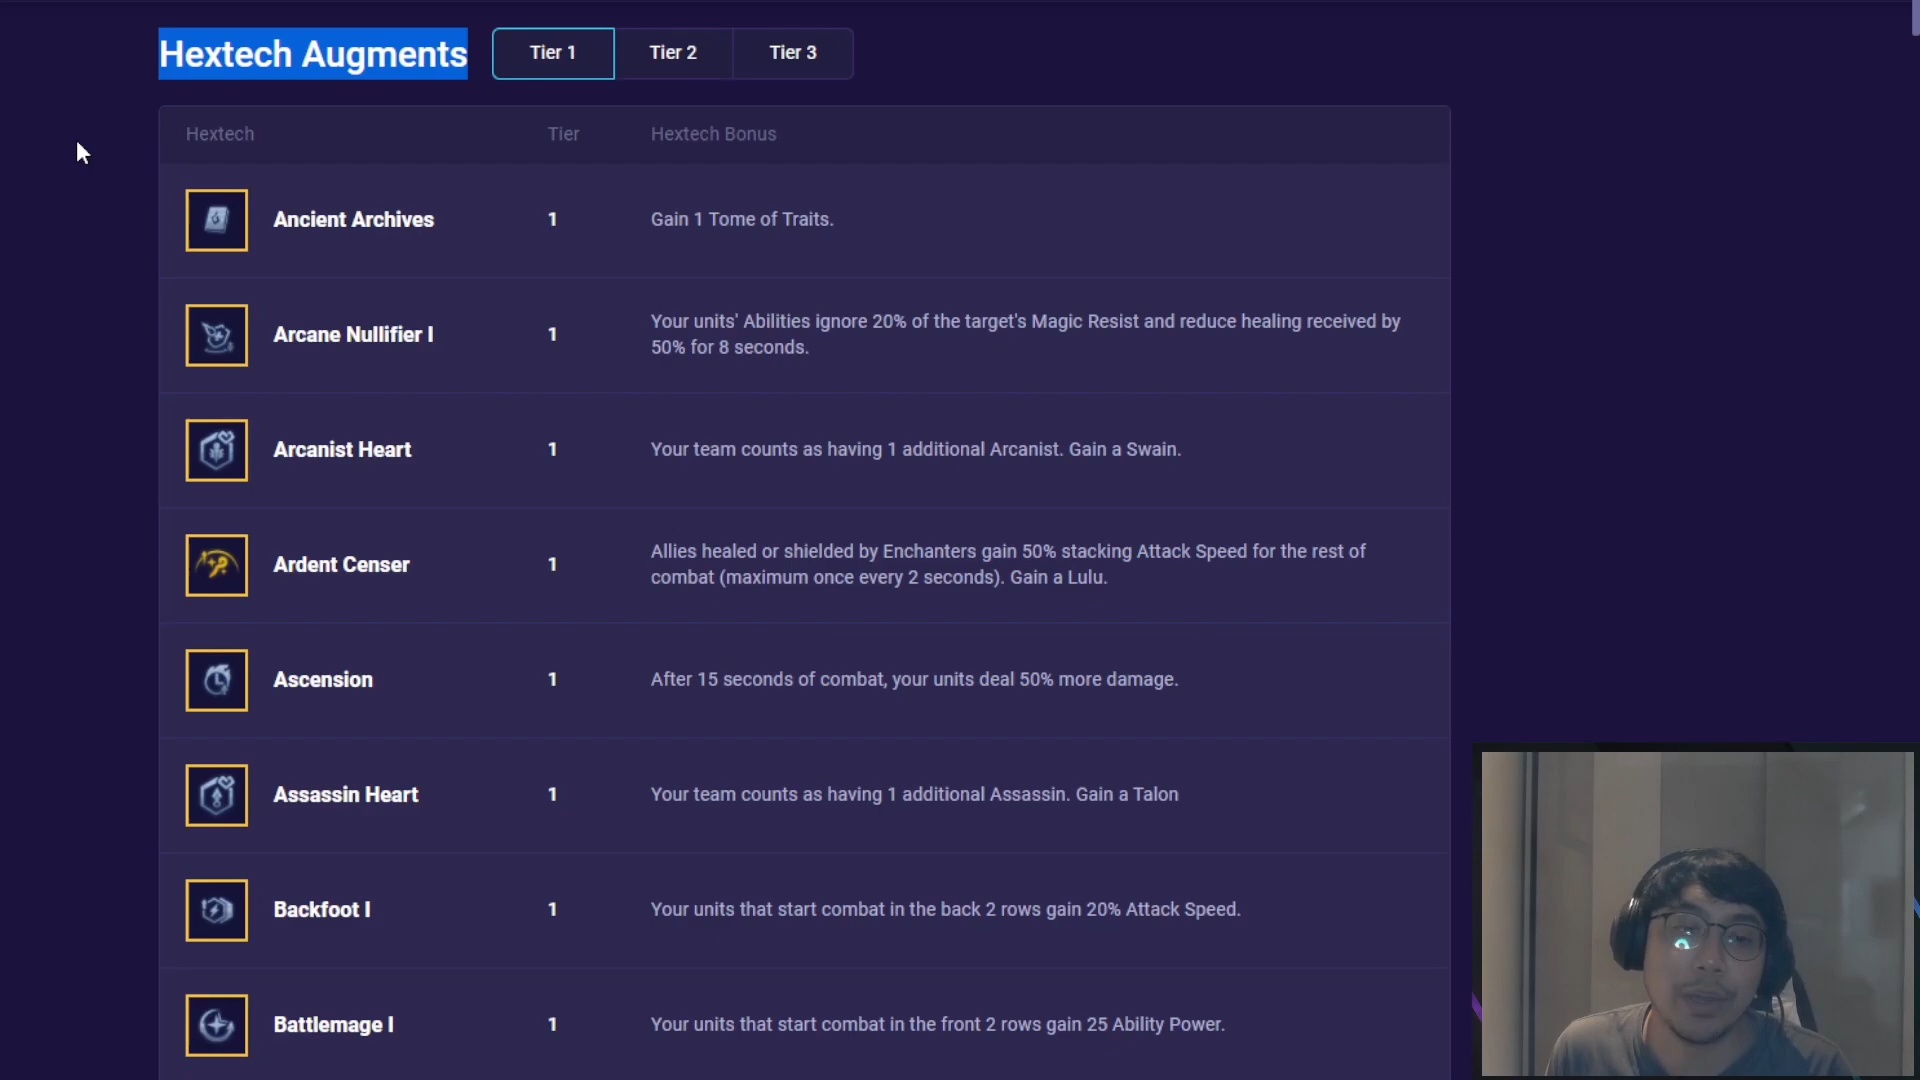 Hextech Augments
Tier 1
Tier 2
Tier 3
Hextech
Tier
Hextech Bonus
Ancient Archives
1
Gain 1 Tome of Traits.
Arcane Nullifier I
1
Your units' Abilities ignore 20% of the target's Magic Resist and reduce healing received by
50% for 8 seconds.
Arcanist Heart
1
Your team counts as having 1 additional Arcanist. Gain a Swain.
Ardent Censer
1
Allies healed or shielded by Enchanters gain 50% stacking Attack Speed for the rest of
combat (maximum once every 2 seconds). Gain a Lulu.
Ascension
1
After 15 seconds of combat, your units deal 50% more damage.
Assassin Heart
1
Your team counts as having 1 additional Assassin. Gain a Talon
Backfoot I
1
Your units that start combat in the back 2 rows gain 20% Attack Speed.
Battlemage I
1
Your units that start combat in the front 2 rows gain 25 Ability Power.